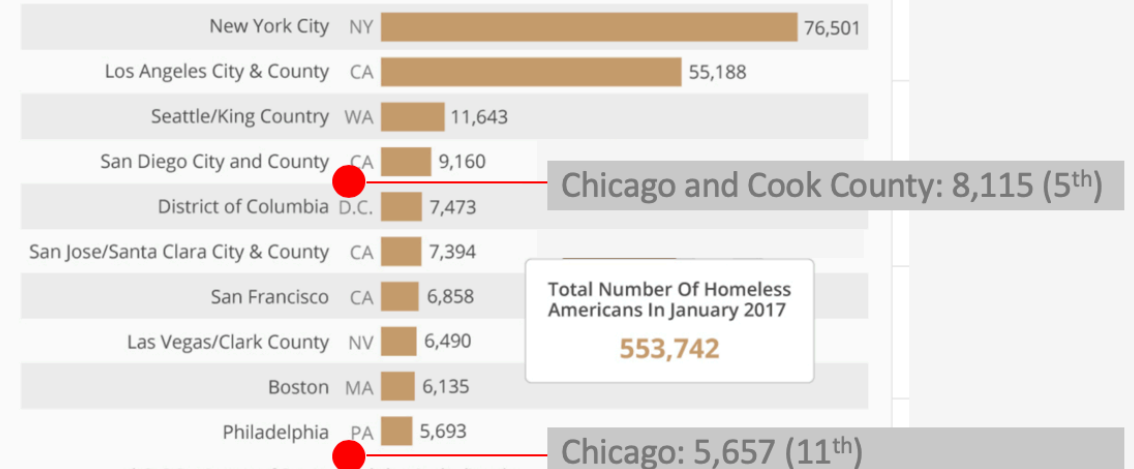 New York City NY 76,501
Los Angeles City & County CA 55,188
Seattle/King Country WA 11,643
San Diego City and County CA 9,160
Chicago and Cook County: 8,115 (5th)
District of Columbia D.C. 7,473
San Jose/Santa Clara City & County CA 7,394
San Francisco CA 6,858
Total Number Of Homeless
Americans In January 2017
553,742
Las Vegas/Clark County NV 6,490
Boston MA 6,135
Philadelphia PA 5,693
Chicago: 5,657 (11th)